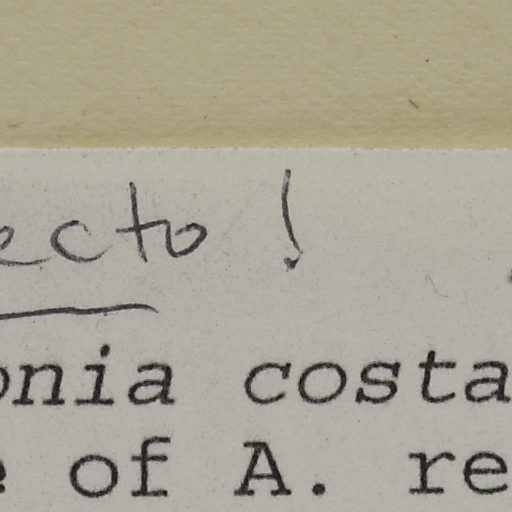 ecto !
onia costa
e of A. re